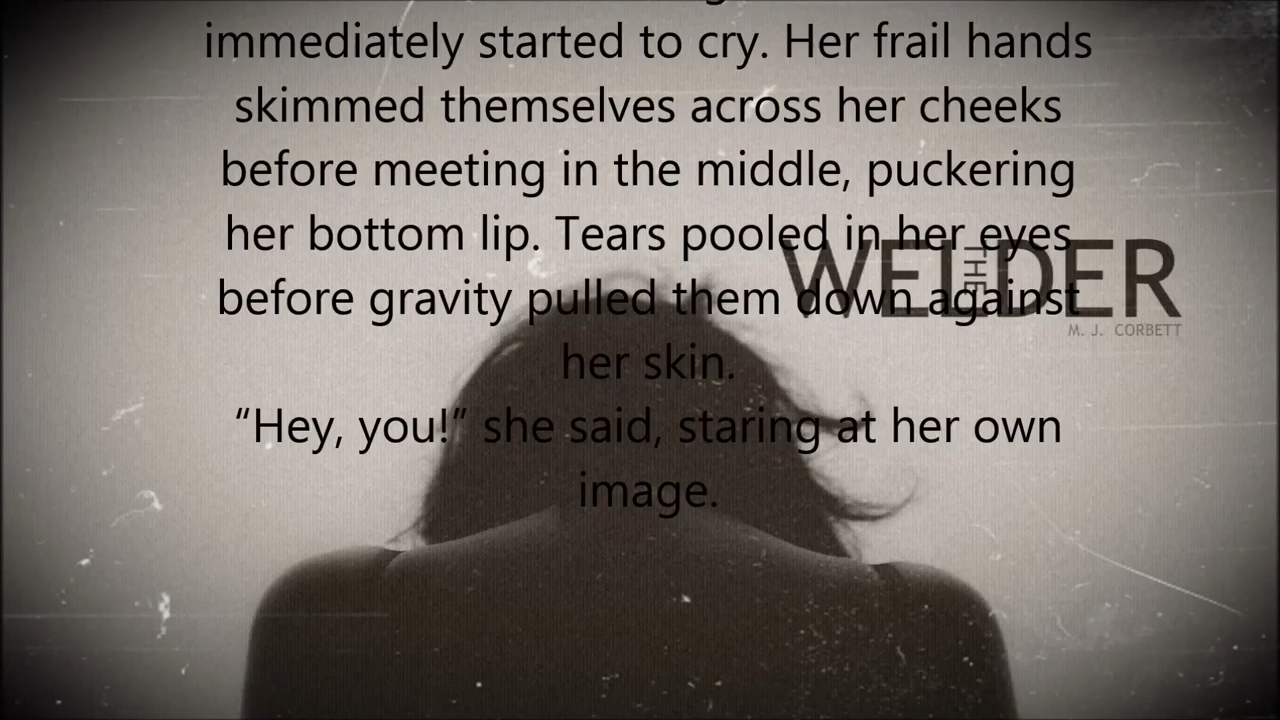 immediately started to cry. Her frail hands
skimmed themselves across her cheeks
before meeting in the middle, puckering
her bottom lip. Tears pooled in her eyes
before gravity pulled them down against
her skin.
“Hey, you!” she said, staring at her own
image.
THE
WELDER
M. J. CORBETT